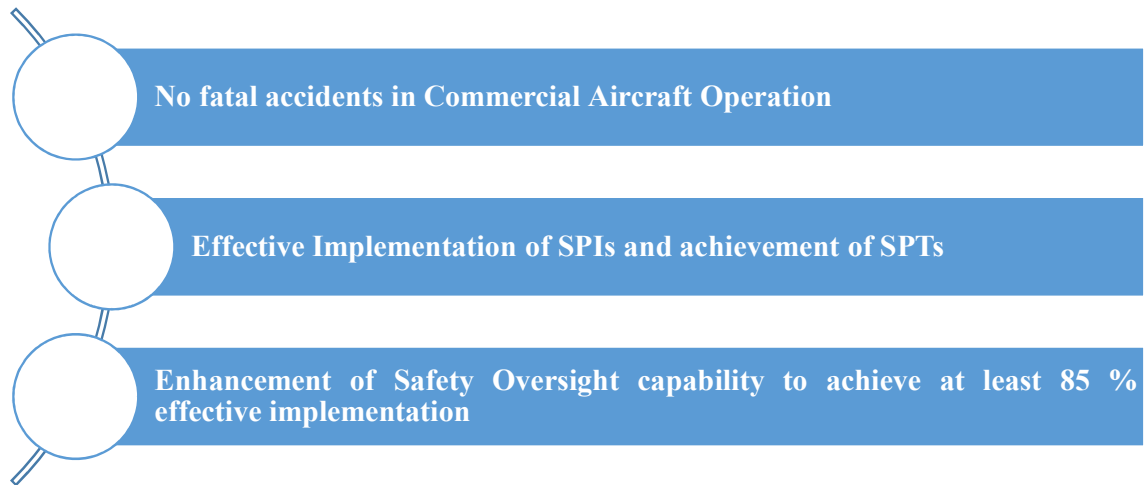 No fatal accidents in Commercial Aircraft Operation
Effective Implementation of SPIs and achievement of SPTs
Enhancement of Safety Oversight capability to achieve at least 85 %
effective implementation